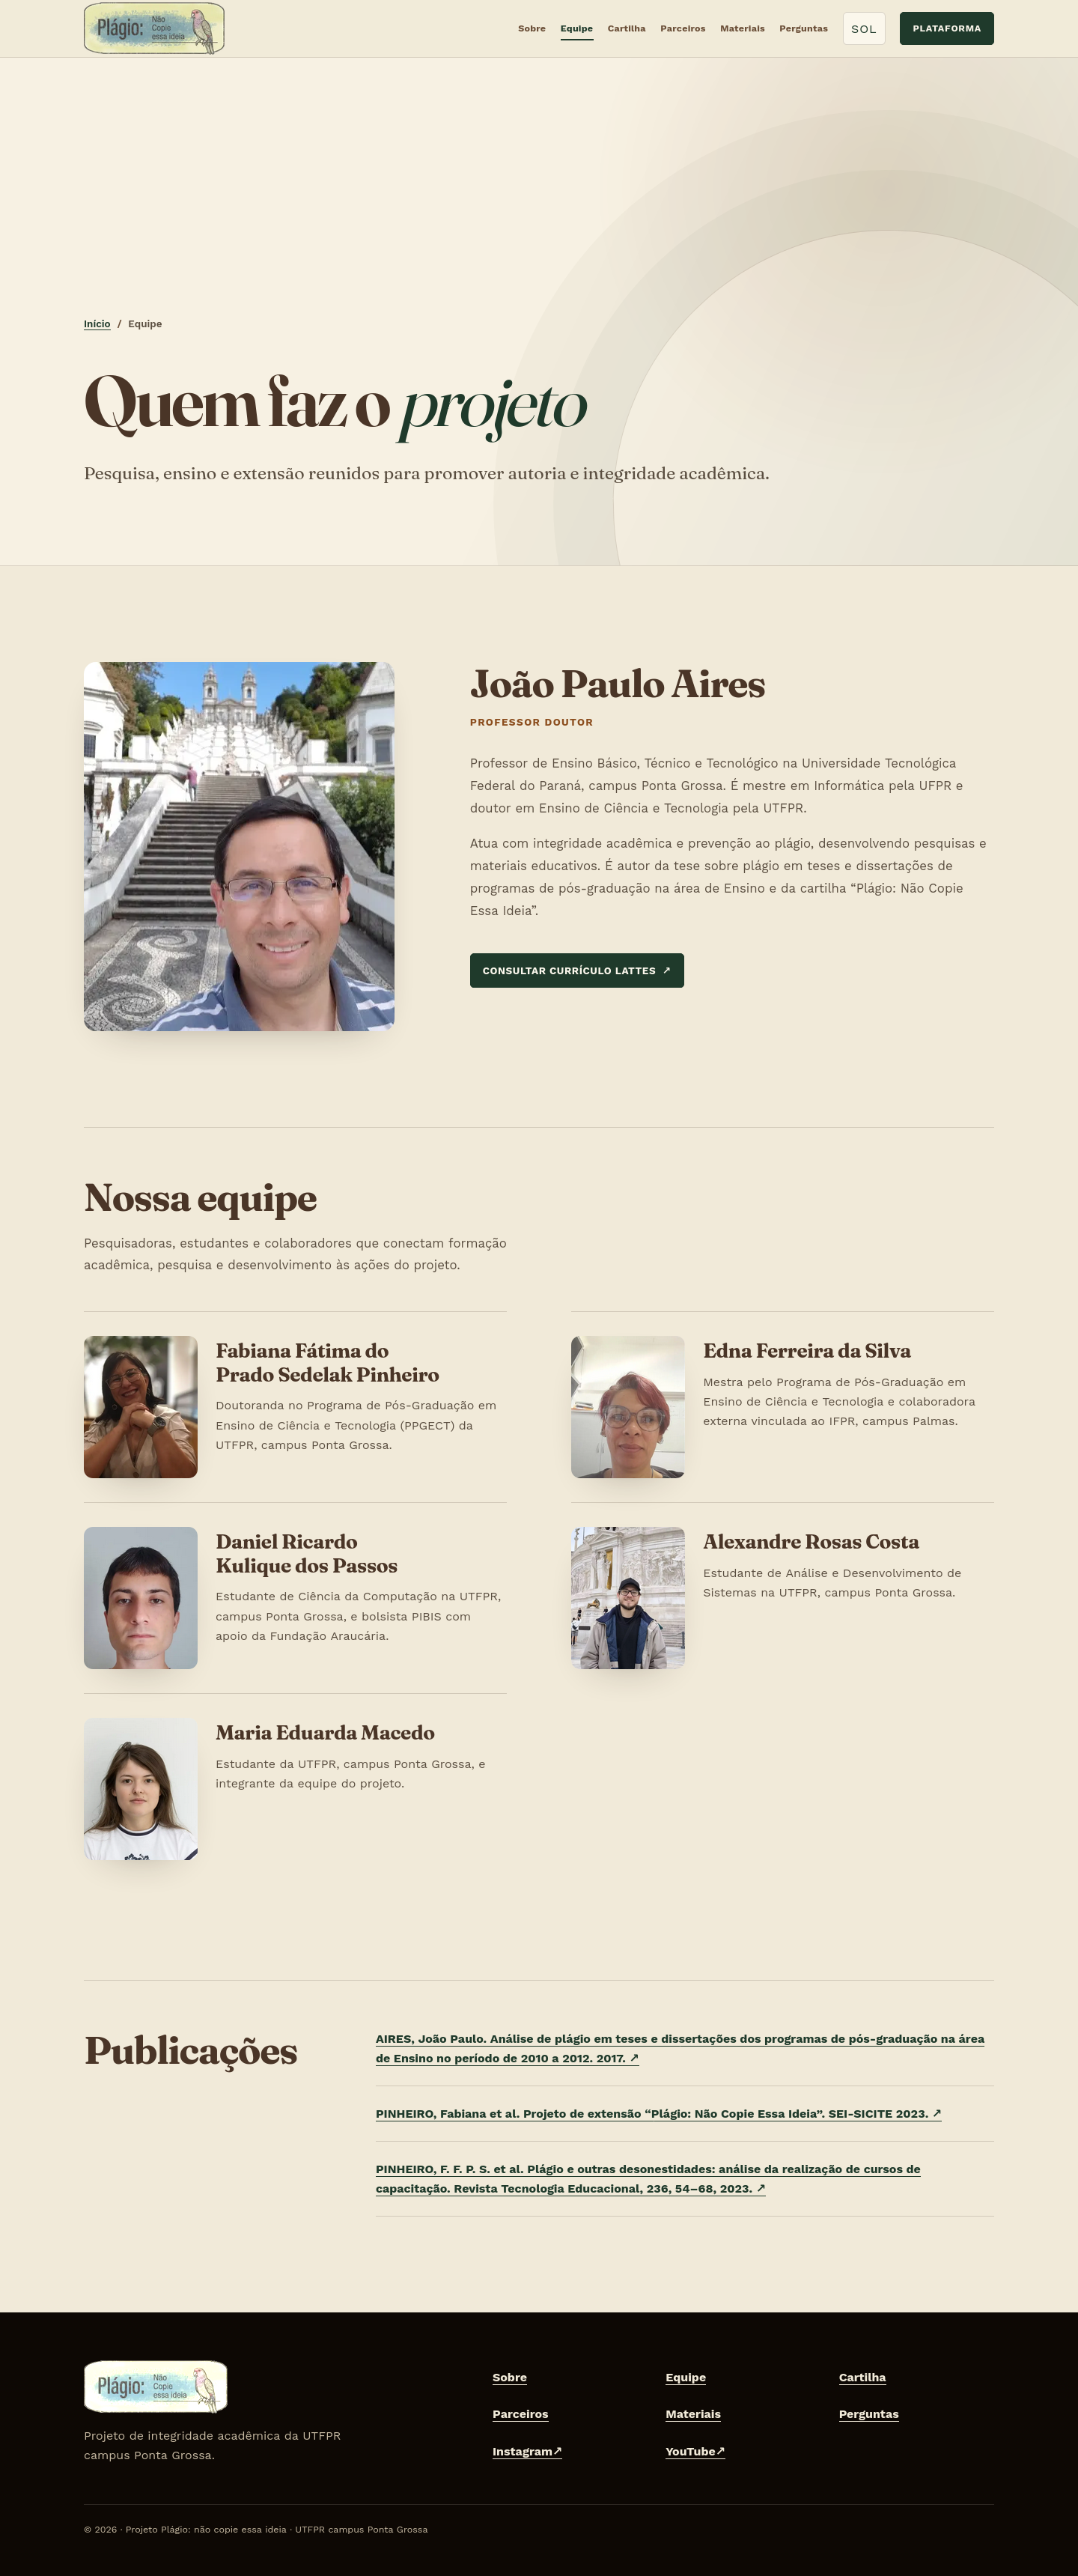 Plágio: Não
Copie
essa ideia
Sobre Equipe Cartilha Parceiros Materiais Perguntas SOL PLATAFORMA
Início / Equipe
Quem faz o projeto
Pesquisa, ensino e extensão reunidos para promover autoria e integridade acadêmica.
João Paulo Aires
PROFESSOR DOUTOR
Professor de Ensino Básico, Técnico e Tecnológico na Universidade Tecnológica
Federal do Paraná, campus Ponta Grossa. É mestre em Informática pela UFPR e
doutor em Ensino de Ciência e Tecnologia pela UTFPR.
Atua com integridade acadêmica e prevenção ao plágio, desenvolvendo pesquisas e
materiais educativos. É autor da tese sobre plágio em teses e dissertações de
programas de pós-graduação na área de Ensino e da cartilha “Plágio: Não Copie
Essa Ideia”.
CONSULTAR CURRÍCULO LATTES ↗
Nossa equipe
Pesquisadoras, estudantes e colaboradores que conectam formação
acadêmica, pesquisa e desenvolvimento às ações do projeto.
Fabiana Fátima do
Prado Sedelak Pinheiro
Doutoranda no Programa de Pós-Graduação em
Ensino de Ciência e Tecnologia (PPGECT) da
UTFPR, campus Ponta Grossa.
Edna Ferreira da Silva
Mestra pelo Programa de Pós-Graduação em
Ensino de Ciência e Tecnologia e colaboradora
externa vinculada ao IFPR, campus Palmas.
Daniel Ricardo
Kulique dos Passos
Estudante de Ciência da Computação na UTFPR,
campus Ponta Grossa, e bolsista PIBIS com
apoio da Fundação Araucária.
Alexandre Rosas Costa
Estudante de Análise e Desenvolvimento de
Sistemas na UTFPR, campus Ponta Grossa.
Maria Eduarda Macedo
Estudante da UTFPR, campus Ponta Grossa, e
integrante da equipe do projeto.
Publicações
AIRES, João Paulo. Análise de plágio em teses e dissertações dos programas de pós-graduação na área
de Ensino no período de 2010 a 2012. 2017. ↗
PINHEIRO, Fabiana et al. Projeto de extensão “Plágio: Não Copie Essa Ideia”. SEI-SICITE 2023. ↗
PINHEIRO, F. F. P. S. et al. Plágio e outras desonestidades: análise da realização de cursos de
capacitação. Revista Tecnologia Educacional, 236, 54–68, 2023. ↗
Plágio: Não
Copie
essa ideia
Projeto de integridade acadêmica da UTFPR
campus Ponta Grossa.
Sobre Equipe Cartilha
Parceiros Materiais Perguntas
Instagram↗ YouTube↗
© 2026 · Projeto Plágio: não copie essa ideia · UTFPR campus Ponta Grossa